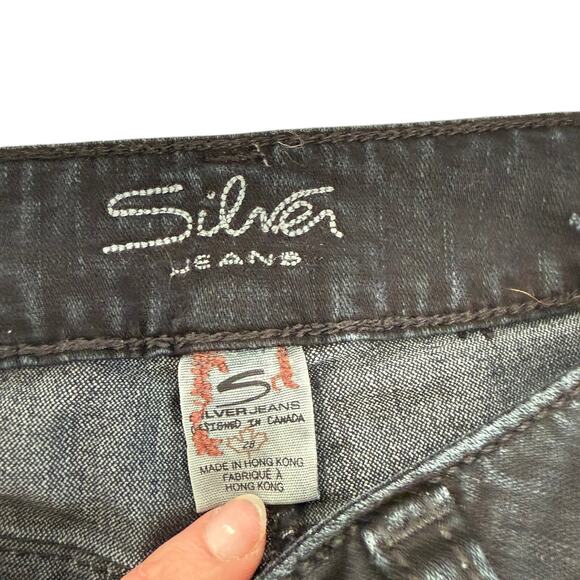 Silver
JEANS
S
SILVER JEANS
DESIGNED IN CANADA
MADE IN HONG KONG
FABRIQUÉ À
HONG KONG